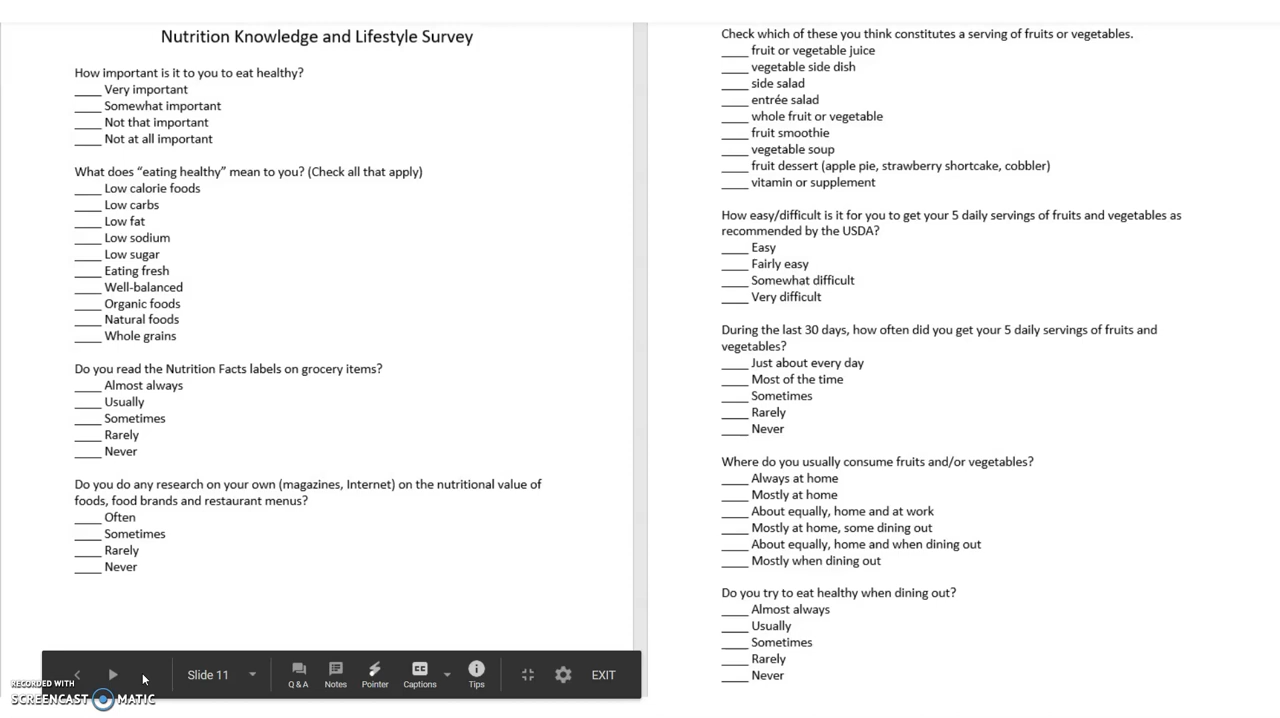 Nutrition Knowledge and Lifestyle Survey
How important is it to you to eat healthy?
____ Very important
____ Somewhat important
____ Not that important
____ Not at all important
What does “eating healthy” mean to you? (Check all that apply)
____ Low calorie foods
____ Low carbs
____ Low fat
____ Low sodium
____ Low sugar
____ Eating fresh
____ Well-balanced
____ Organic foods
____ Natural foods
____ Whole grains
Do you read the Nutrition Facts labels on grocery items?
____ Almost always
____ Usually
____ Sometimes
____ Rarely
____ Never
Do you do any research on your own (magazines, Internet) on the nutritional value of
foods, food brands and restaurant menus?
____ Often
____ Sometimes
____ Rarely
____ Never
Check which of these you think constitutes a serving of fruits or vegetables.
____ fruit or vegetable juice
____ vegetable side dish
____ side salad
____ entrée salad
____ whole fruit or vegetable
____ fruit smoothie
____ vegetable soup
____ fruit dessert (apple pie, strawberry shortcake, cobbler)
____ vitamin or supplement
How easy/difficult is it for you to get your 5 daily servings of fruits and vegetables as
recommended by the USDA?
____ Easy
____ Fairly easy
____ Somewhat difficult
____ Very difficult
During the last 30 days, how often did you get your 5 daily servings of fruits and
vegetables?
____ Just about every day
____ Most of the time
____ Sometimes
____ Rarely
____ Never
Where do you usually consume fruits and/or vegetables?
____ Always at home
____ Mostly at home
____ About equally, home and at work
____ Mostly at home, some dining out
____ About equally, home and when dining out
____ Mostly when dining out
Do you try to eat healthy when dining out?
____ Almost always
____ Usually
____ Sometimes
____ Rarely
____ Never
Slide 11
Q & A
Notes
Pointer
CC
Captions
Tips
EXIT
RECORDED WITH
SCREENCAST MATIC